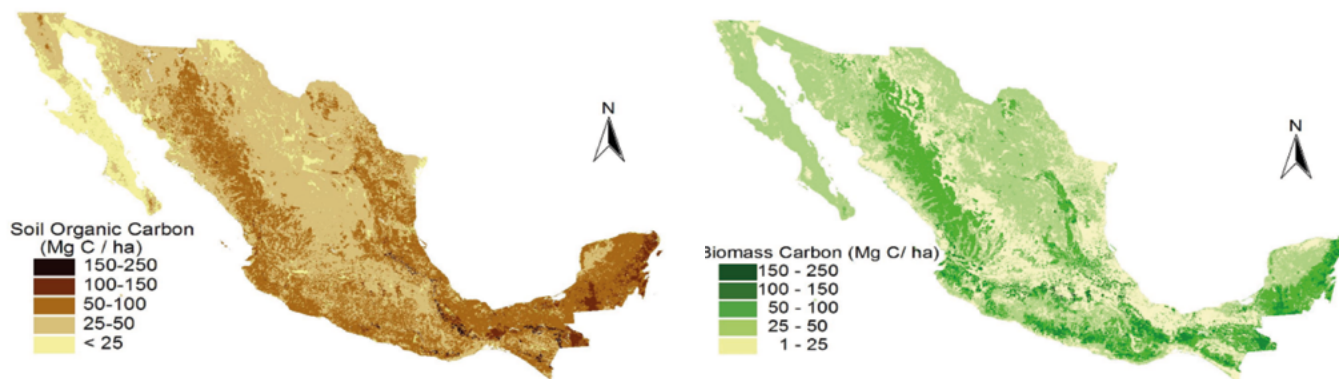 N
Soil Organic Carbon
(Mg C / ha)
150-250
100-150
50-100
25-50
< 25
N
Biomass Carbon (Mg C/ ha)
150 - 250
100 - 150
50 - 100
25 - 50
1 - 25